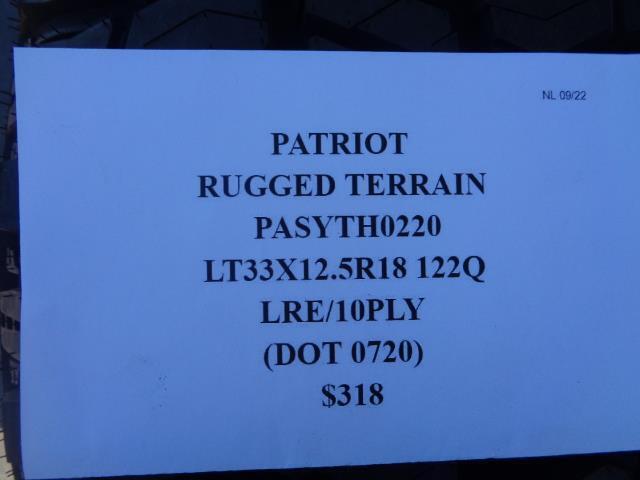 NL 09/22
PATRIOT
RUGGED TERRAIN
PASYTH0220
LT33X12.5R18 122Q
LRE/10PLY
(DOT 0720)
$318